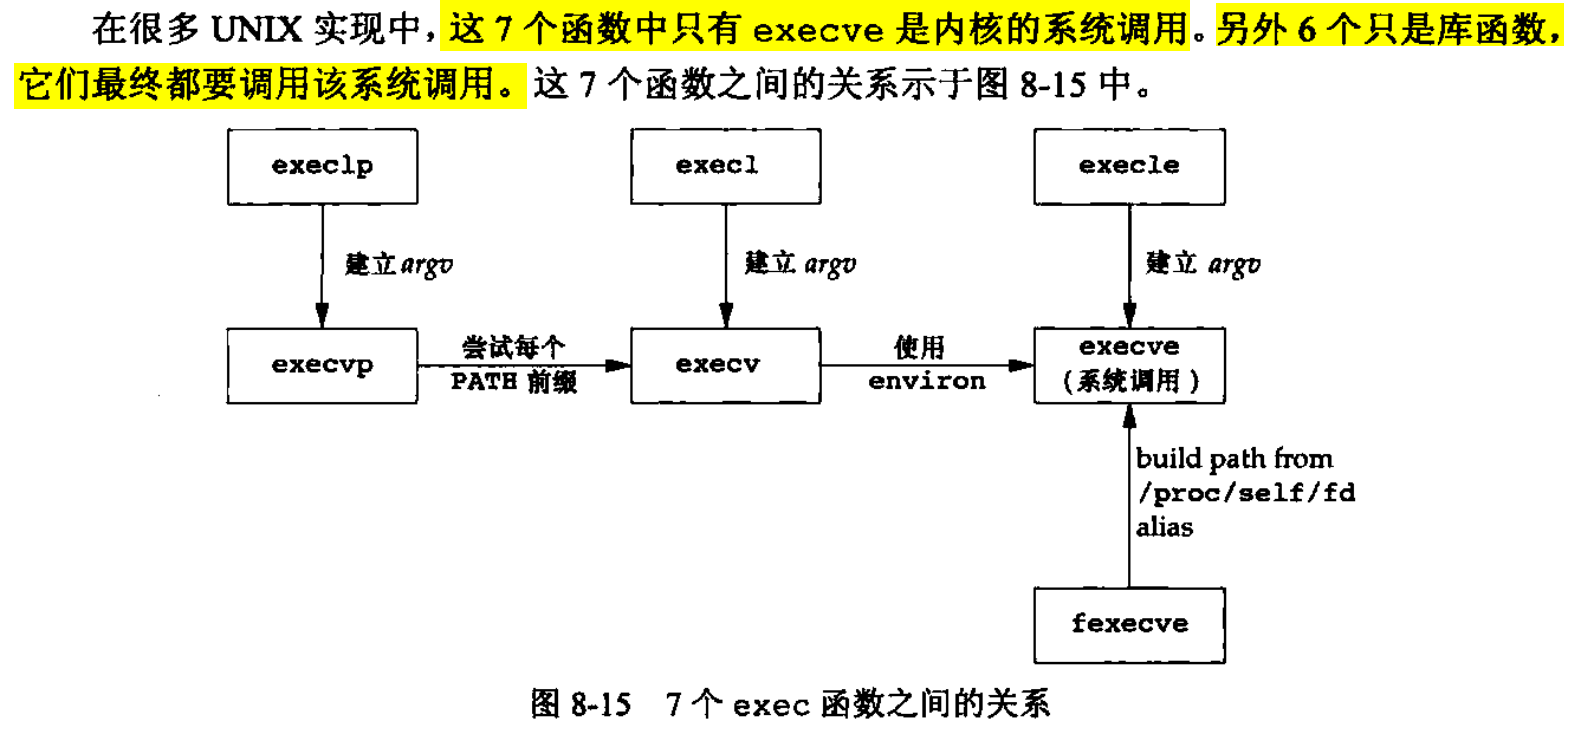 在很多 UNIX 实现中，这 7 个函数中只有 execve 是内核的系统调用。另外 6 个只是库函数，
它们最终都要调用该系统调用。这 7 个函数之间的关系示于图 8-15 中。
execlp
execl
execle
建立 argv
建立 argv
建立 argv
execvp
尝试每个
PATH 前缀
execv
使用
environ
execve
（系统调用）
build path from
/proc/self/fd
alias
fexecve
图 8-15 7 个 exec 函数之间的关系